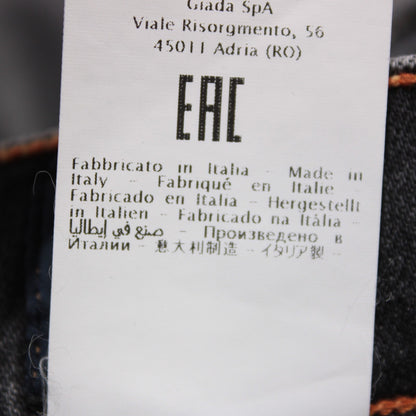 Giada SpA
Viale Risorgmento, 56
45011 Adria (RO)
EAC
Fabbricato in Italia - Made in
Italy - Fabriqué en Italie -
Fabricado en Italia - Hergestellt
in Italien - Fabricado na Itália -
صنع في إيطاليا - Произведено в
Италии - 意大利制造 - イタリア製 -